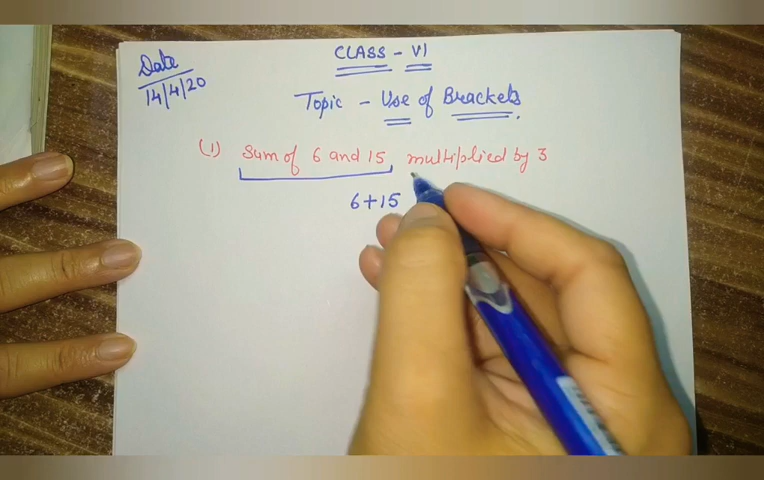 CLASS - VI
Date
14/4/20
Topic - Use of Brackets.
(1) Sum of 6 and 15 multiplied by 3
6+15